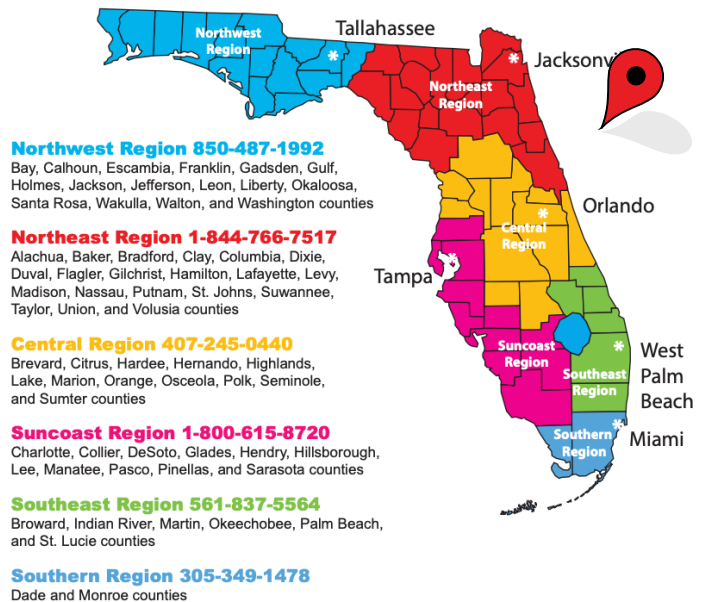 Tallahassee
Northwest
Region
*
Jacksonvi
*
Northeast
Region
Northwest Region 850-487-1992
Bay, Calhoun, Escambia, Franklin, Gadsden, Gulf,
Holmes, Jackson, Jefferson, Leon, Liberty, Okaloosa,
Santa Rosa, Wakulla, Walton, and Washington counties
Northeast Region 1-844-766-7517
Alachua, Baker, Bradford, Clay, Columbia, Dixie,
Duval, Flagler, Gilchrist, Hamilton, Lafayette, Levy,
Madison, Nassau, Putnam, St. Johns, Suwannee,
Taylor, Union, and Volusia counties
Central Region 407-245-0440
Brevard, Citrus, Hardee, Hernando, Highlands,
Lake, Marion, Orange, Osceola, Polk, Seminole,
and Sumter counties
Suncoast Region 1-800-615-8720
Charlotte, Collier, DeSoto, Glades, Hendry, Hillsborough,
Lee, Manatee, Pasco, Pinellas, and Sarasota counties
Southeast Region 561-837-5564
Broward, Indian River, Martin, Okeechobee, Palm Beach,
and St. Lucie counties
Southern Region 305-349-1478
Dade and Monroe counties
Orlando
*
Central
Region
Tampa
*
Suncoast
Region
*
West
Palm
Beach
Southeast
Region
*
Miami
Southern
Region